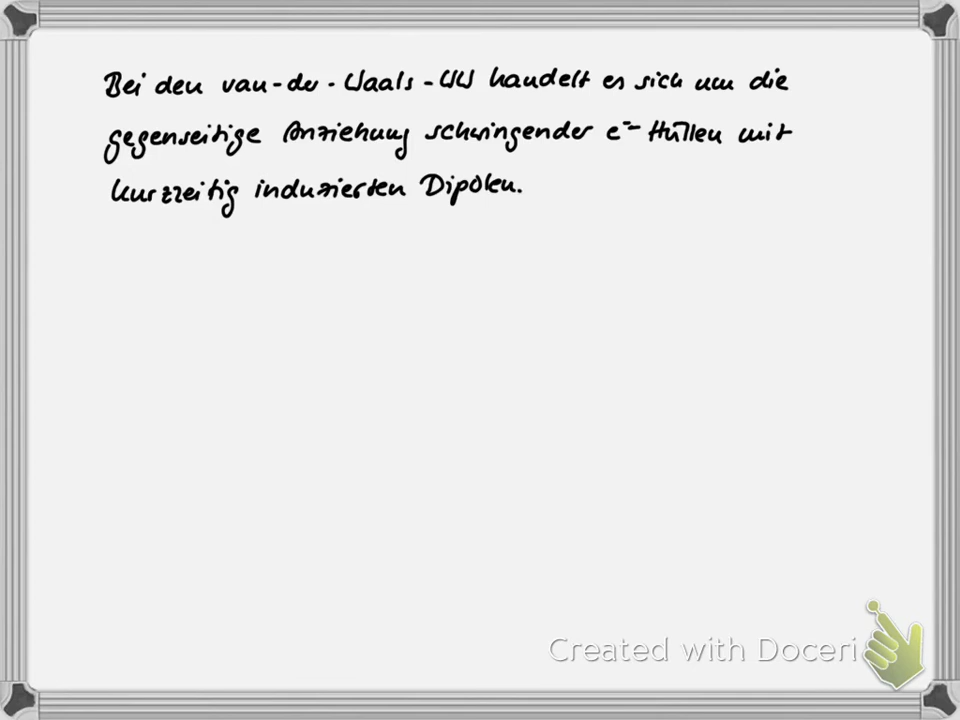 Bei den van-der-Waals-WW handelt es sich um die
gegenseitige Anziehung schwingender e⁻-Hüllen mit
kurzzeitig induzierten Dipolen.
Created with Doceri